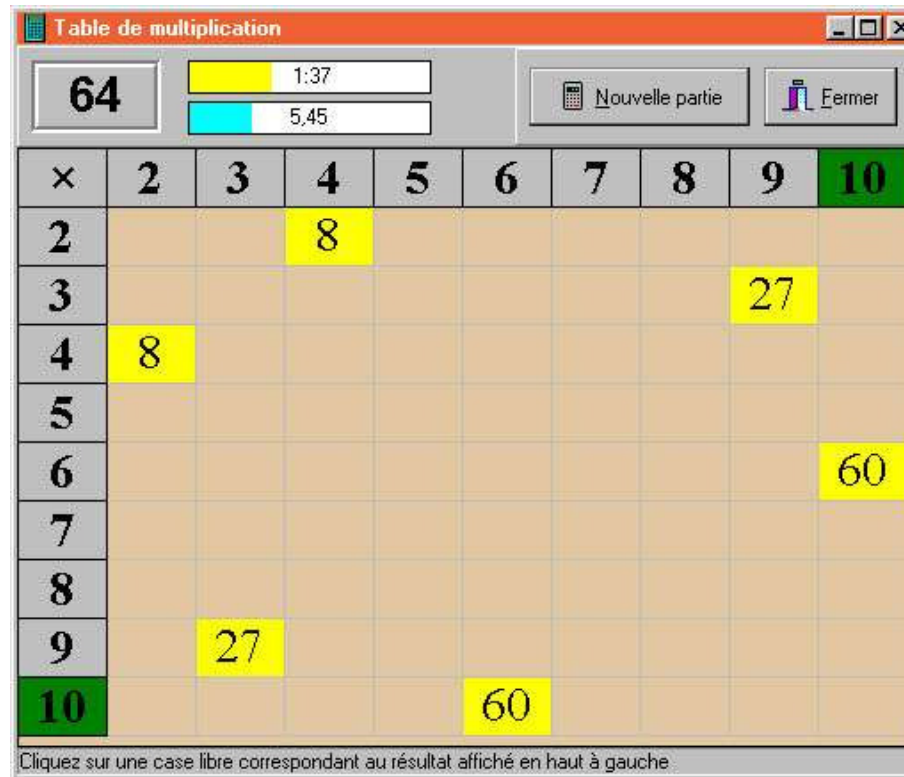 Table de multiplication
64 1:37 Nouvelle partie Fermer
5,45
× 2 3 4 5 6 7 8 9 10
2 8
3 27
4 8
5
6 60
7
8
9 27
10 60
Cliquez sur une case libre correspondant au résultat affiché en haut à gauche